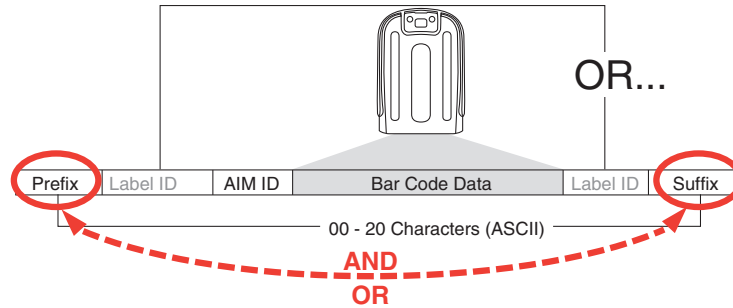 OR...
Prefix Label ID AIM ID Bar Code Data Label ID Suffix
00 - 20 Characters (ASCII)
AND
OR